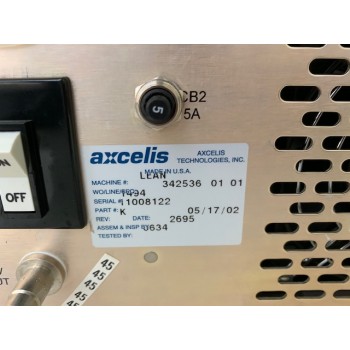 CB2
5A
5
axcelis
AXCELIS
TECHNOLOGIES, INC.
MADE IN U.S.A.
LEAN
MACHINE #: 342536 01 01
WO/LINE/REC:
1494
SERIAL #: 11008122
PART #:
K 05/17/02
REV: DATE:
2695
ASSEM & INSP BY:
0634
TESTED BY:
OFF
45
45
45
45